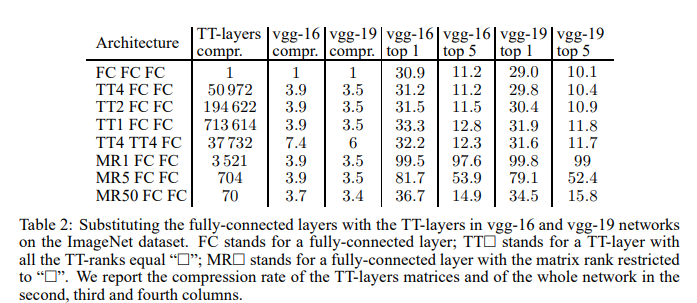 Architecture | TT-layers compr. | vgg-16 compr. | vgg-19 compr. | vgg-16 top 1 | vgg-16 top 5 | vgg-19 top 1 | vgg-19 top 5
FC FC FC | 1 | 1 | 1 | 30.9 | 11.2 | 29.0 | 10.1
TT4 FC FC | 50 972 | 3.9 | 3.5 | 31.2 | 11.2 | 29.8 | 10.4
TT2 FC FC | 194 622 | 3.9 | 3.5 | 31.5 | 11.5 | 30.4 | 10.9
TT1 FC FC | 713 614 | 3.9 | 3.5 | 33.3 | 12.8 | 31.9 | 11.8
TT4 TT4 FC | 37 732 | 7.4 | 6 | 32.2 | 12.3 | 31.6 | 11.7
MR1 FC FC | 3 521 | 3.9 | 3.5 | 99.5 | 97.6 | 99.8 | 99
MR5 FC FC | 704 | 3.9 | 3.5 | 81.7 | 53.9 | 79.1 | 52.4
MR50 FC FC | 70 | 3.7 | 3.4 | 36.7 | 14.9 | 34.5 | 15.8
Table 2: Substituting the fully-connected layers with the TT-layers in vgg-16 and vgg-19 networks
on the ImageNet dataset. FC stands for a fully-connected layer; TT□ stands for a TT-layer with
all the TT-ranks equal “□”; MR□ stands for a fully-connected layer with the matrix rank restricted
to “□”. We report the compression rate of the TT-layers matrices and of the whole network in the
second, third and fourth columns.